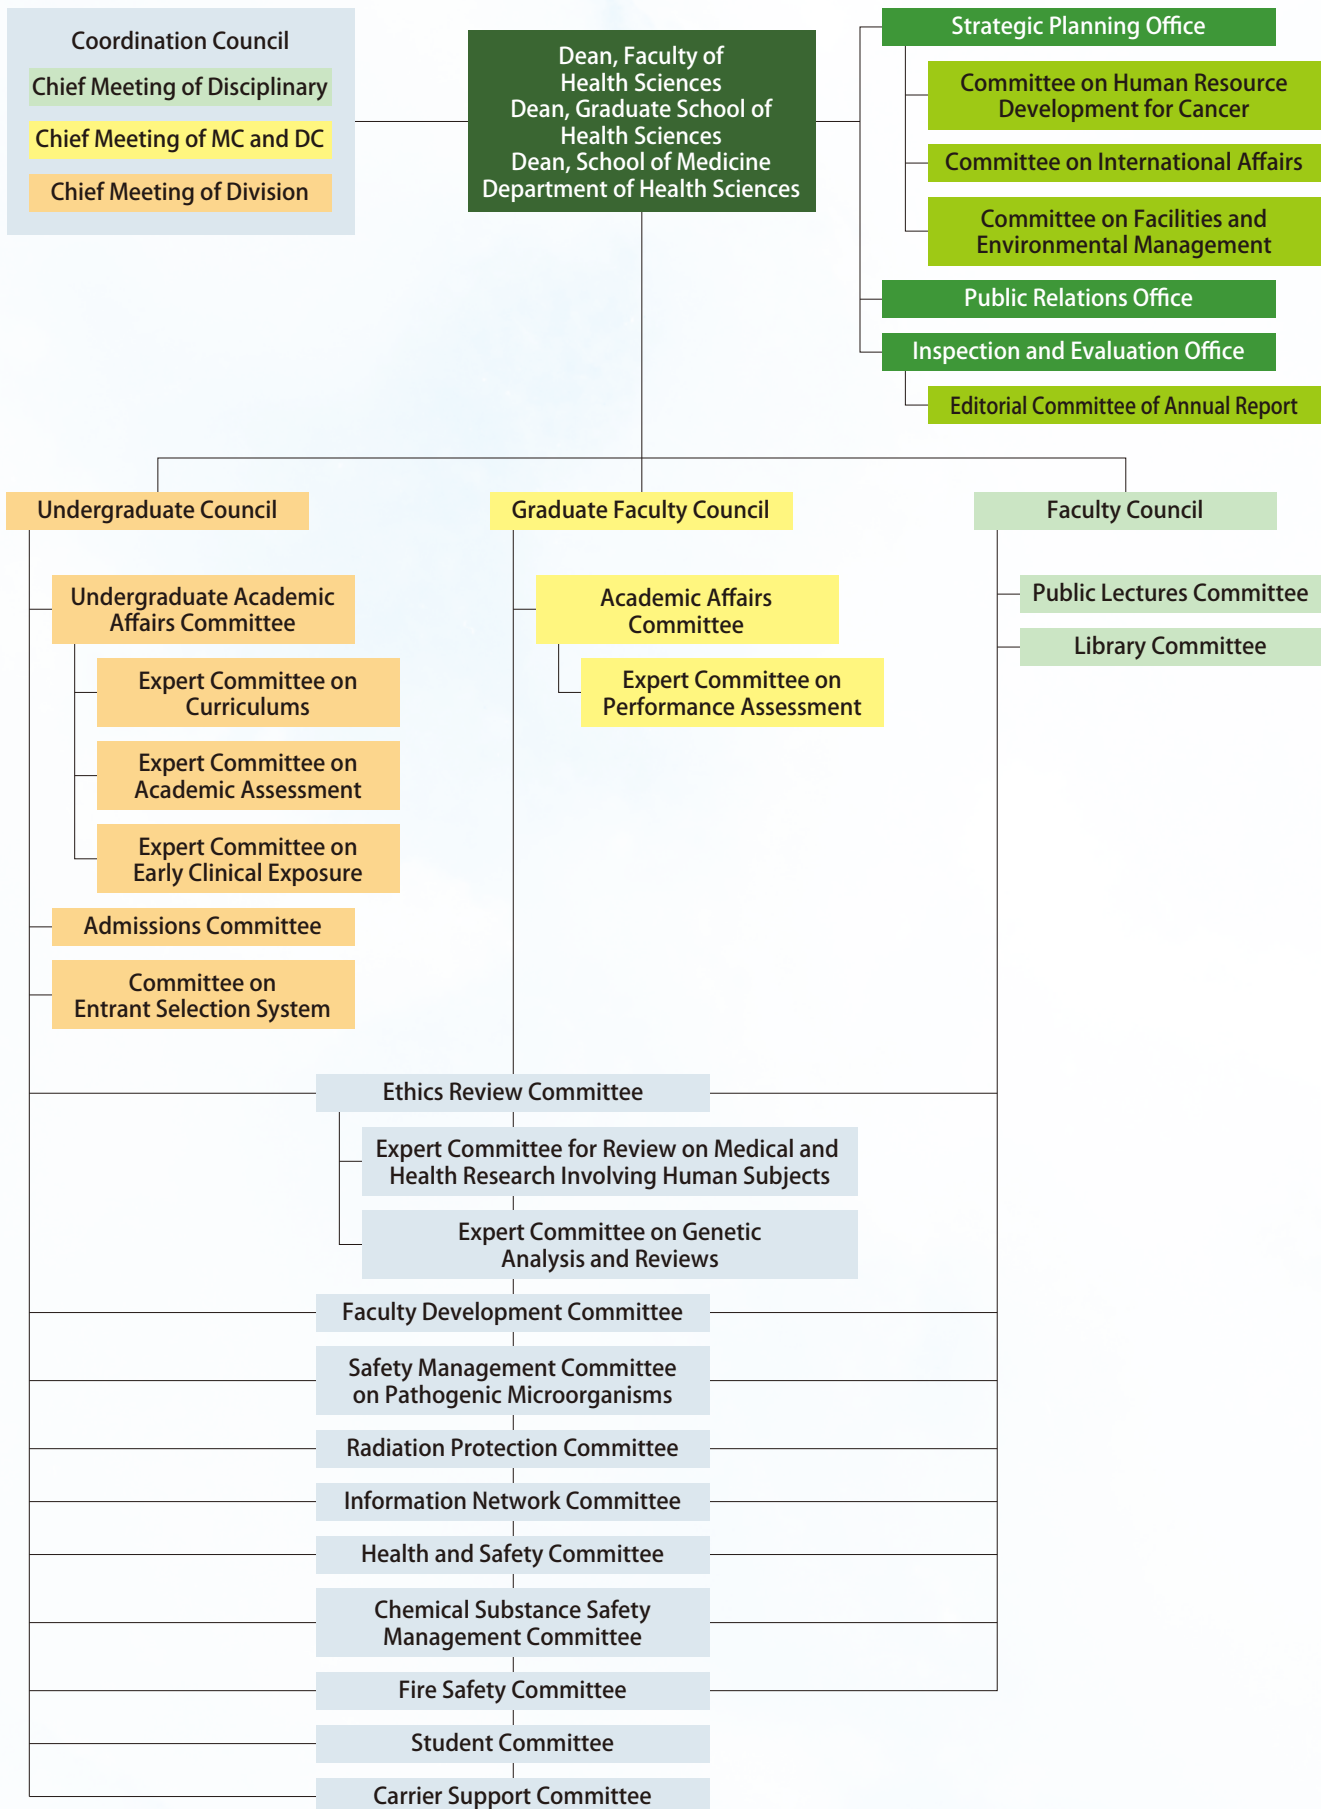 Coordination Council
Chief Meeting of Disciplinary
Chief Meeting of MC and DC
Chief Meeting of Division
Dean, Faculty of
Health Sciences
Dean, Graduate School of
Health Sciences
Dean, School of Medicine
Department of Health Sciences
Strategic Planning Office
Committee on Human Resource
Development for Cancer
Committee on International Affairs
Committee on Facilities and
Environmental Management
Public Relations Office
Inspection and Evaluation Office
Editorial Committee of Annual Report
Undergraduate Council
Undergraduate Academic
Affairs Committee
Expert Committee on
Curriculums
Expert Committee on
Academic Assessment
Expert Committee on
Early Clinical Exposure
Admissions Committee
Committee on
Entrant Selection System
Graduate Faculty Council
Academic Affairs
Committee
Expert Committee on
Performance Assessment
Faculty Council
Public Lectures Committee
Library Committee
Ethics Review Committee
Expert Committee for Review on Medical and
Health Research Involving Human Subjects
Expert Committee on Genetic
Analysis and Reviews
Faculty Development Committee
Safety Management Committee
on Pathogenic Microorganisms
Radiation Protection Committee
Information Network Committee
Health and Safety Committee
Chemical Substance Safety
Management Committee
Fire Safety Committee
Student Committee
Carrier Support Committee